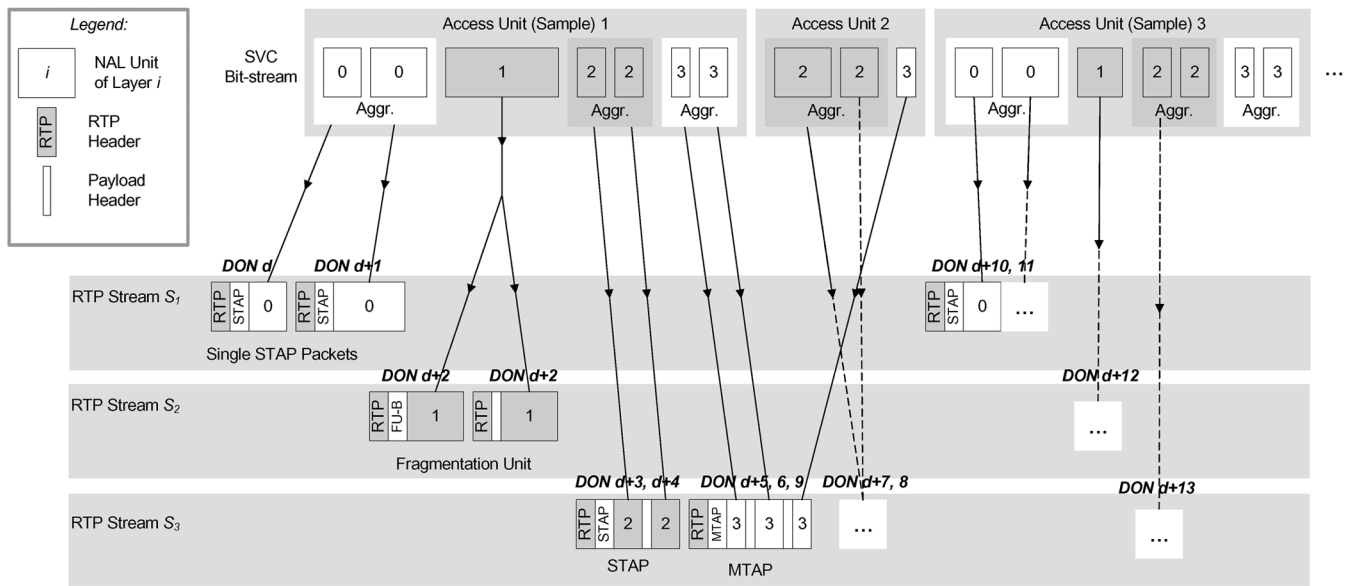 Legend:
i
NAL Unit
of Layer i
RTP
RTP
Header
Payload
Header
SVC
Bit-stream
Access Unit (Sample) 1
0 0 1 2 2 3 3
Aggr. Aggr. Aggr.
Access Unit 2
2 2 3
Aggr.
Access Unit (Sample) 3
0 0 1 2 2 3 3
Aggr. Aggr. Aggr.
...
RTP Stream S1
DON d DON d+1 DON d+10, 11
RTP STAP 0 RTP STAP 0 RTP STAP 0 ...
Single STAP Packets
RTP Stream S2
DON d+2 DON d+2 DON d+12
RTP FU-B 1 RTP 1 ...
Fragmentation Unit
RTP Stream S3
DON d+3, d+4 DON d+5, 6, 9 DON d+7, 8 DON d+13
RTP STAP 2 2 RTP MTAP 3 3 3 ... ...
STAP MTAP